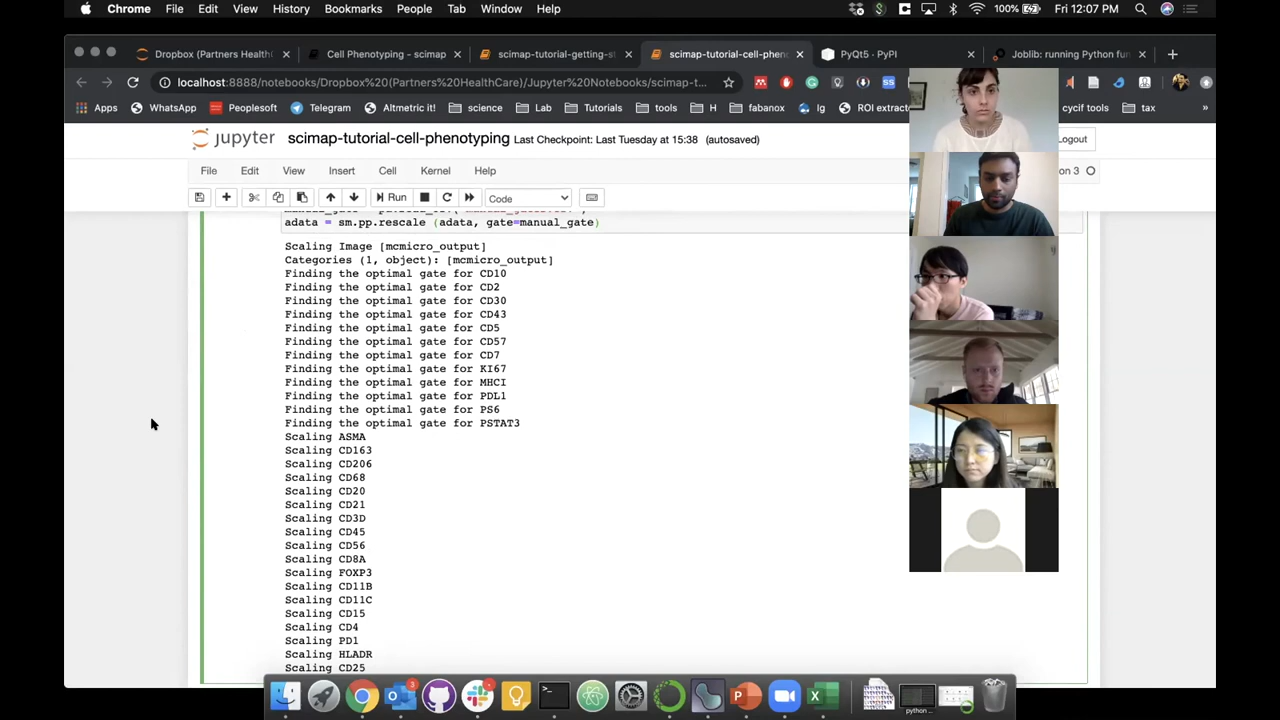 Chrome File Edit View History Bookmarks People Tab Window Help 100% Fri 12:07 PM
Dropbox (Partners Health Cell Phenotyping - scimap scimap-tutorial-getting-st scimap-tutorial-cell-phen PyQt5 · PyPI Joblib: running Python fun
localhost:8888/notebooks/Dropbox%20(Partners%20HealthCare)/Jupyter%20Notebooks/scimap-t...
Apps WhatsApp Peoplesoft Telegram Altmetric it! science Lab Tutorials tools H fabanox Ig ROI extract cycif tools tax »
jupyter scimap-tutorial-cell-phenotyping Last Checkpoint: Last Tuesday at 15:38 (autosaved) Logout
File Edit View Insert Cell Kernel Help on 3
Run Code
adata = sm.pp.rescale (adata, gate=manual_gate)
Scaling Image [mcmicro_output]
Categories (1, object): [mcmicro_output]
Finding the optimal gate for CD10
Finding the optimal gate for CD2
Finding the optimal gate for CD30
Finding the optimal gate for CD43
Finding the optimal gate for CD5
Finding the optimal gate for CD57
Finding the optimal gate for CD7
Finding the optimal gate for KI67
Finding the optimal gate for MHCI
Finding the optimal gate for PDL1
Finding the optimal gate for PS6
Finding the optimal gate for PSTAT3
Scaling ASMA
Scaling CD163
Scaling CD206
Scaling CD68
Scaling CD20
Scaling CD21
Scaling CD3D
Scaling CD45
Scaling CD56
Scaling CD8A
Scaling FOXP3
Scaling CD11B
Scaling CD11C
Scaling CD15
Scaling CD4
Scaling PD1
Scaling HLADR
Scaling CD25
3
python ...